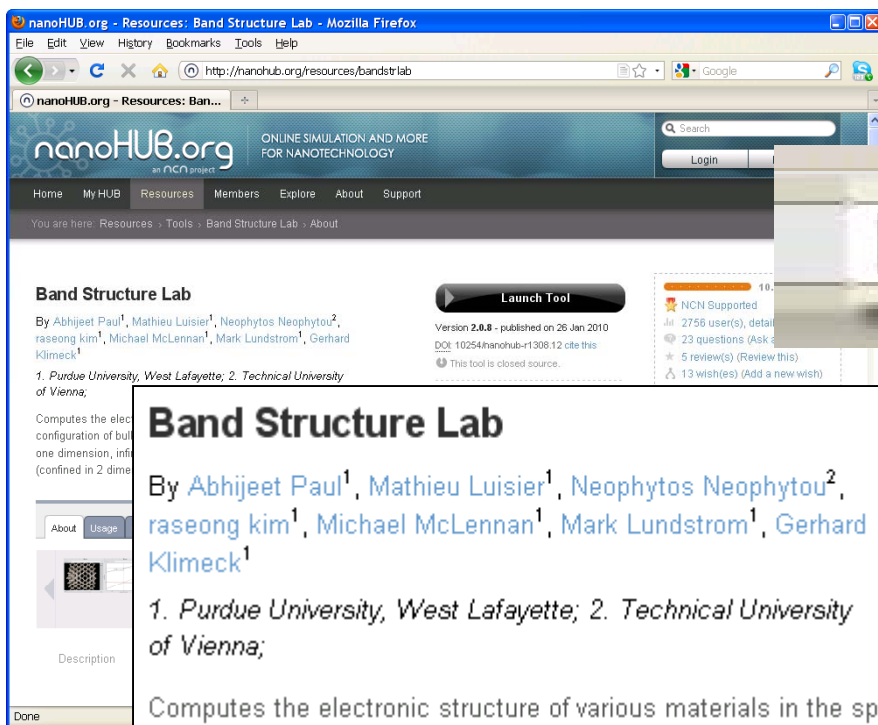 nanoHUB.org - Resources: Band Structure Lab - Mozilla Firefox
File Edit View History Bookmarks Tools Help
http://nanohub.org/resources/bandstrlab
Google
nanoHUB.org - Resources: Ban...
nanoHUB.org
an NCN project
ONLINE SIMULATION AND MORE
FOR NANOTECHNOLOGY
Search
Login
Home My HUB Resources Members Explore About Support
You are here: Resources › Tools › Band Structure Lab › About
Band Structure Lab
By Abhijeet Paul1, Mathieu Luisier1, Neophytos Neophytou2,
raseong kim1, Michael McLennan1, Mark Lundstrom1, Gerhard
Klimeck1
1. Purdue University, West Lafayette; 2. Technical University
of Vienna;
Computes the elec
configuration of bul
one dimension, infi
(confined in 2 dime
Launch Tool
Version 2.0.8 - published on 26 Jan 2010
DOI: 10254/nanohub-r1308.12 cite this
This tool is closed source.
10.
NCN Supported
2756 user(s), detail
23 questions (Ask a
5 review(s) (Review this)
13 wish(es) (Add a new wish)
About Usage
Description
Done
Band Structure Lab
By Abhijeet Paul1, Mathieu Luisier1, Neophytos Neophytou2,
raseong kim1, Michael McLennan1, Mark Lundstrom1, Gerhard
Klimeck1
1. Purdue University, West Lafayette; 2. Technical University
of Vienna;
Computes the electronic structure of various materials in the sp